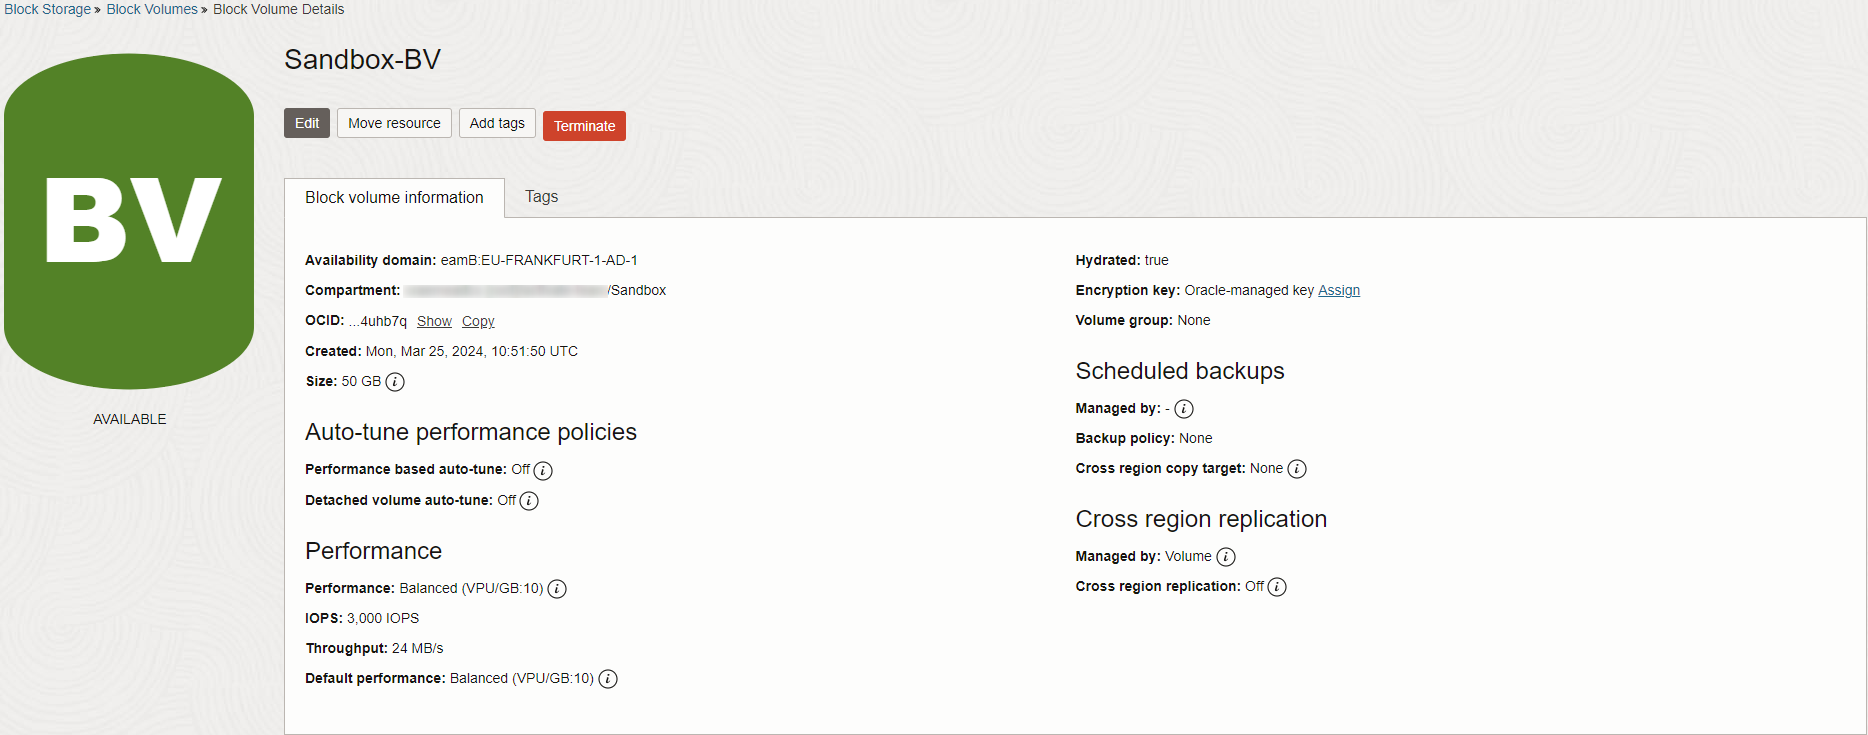 Block Storage » Block Volumes » Block Volume Details
BV
AVAILABLE
Sandbox-BV
Edit Move resource Add tags Terminate
Block volume information Tags
Availability domain: eamB:EU-FRANKFURT-1-AD-1
Compartment: /Sandbox
OCID: ...4uhb7q Show Copy
Created: Mon, Mar 25, 2024, 10:51:50 UTC
Size: 50 GB i
Auto-tune performance policies
Performance based auto-tune: Off i
Detached volume auto-tune: Off i
Performance
Performance: Balanced (VPU/GB:10) i
IOPS: 3,000 IOPS
Throughput: 24 MB/s
Default performance: Balanced (VPU/GB:10) i
Hydrated: true
Encryption key: Oracle-managed key Assign
Volume group: None
Scheduled backups
Managed by: - i
Backup policy: None
Cross region copy target: None i
Cross region replication
Managed by: Volume i
Cross region replication: Off i